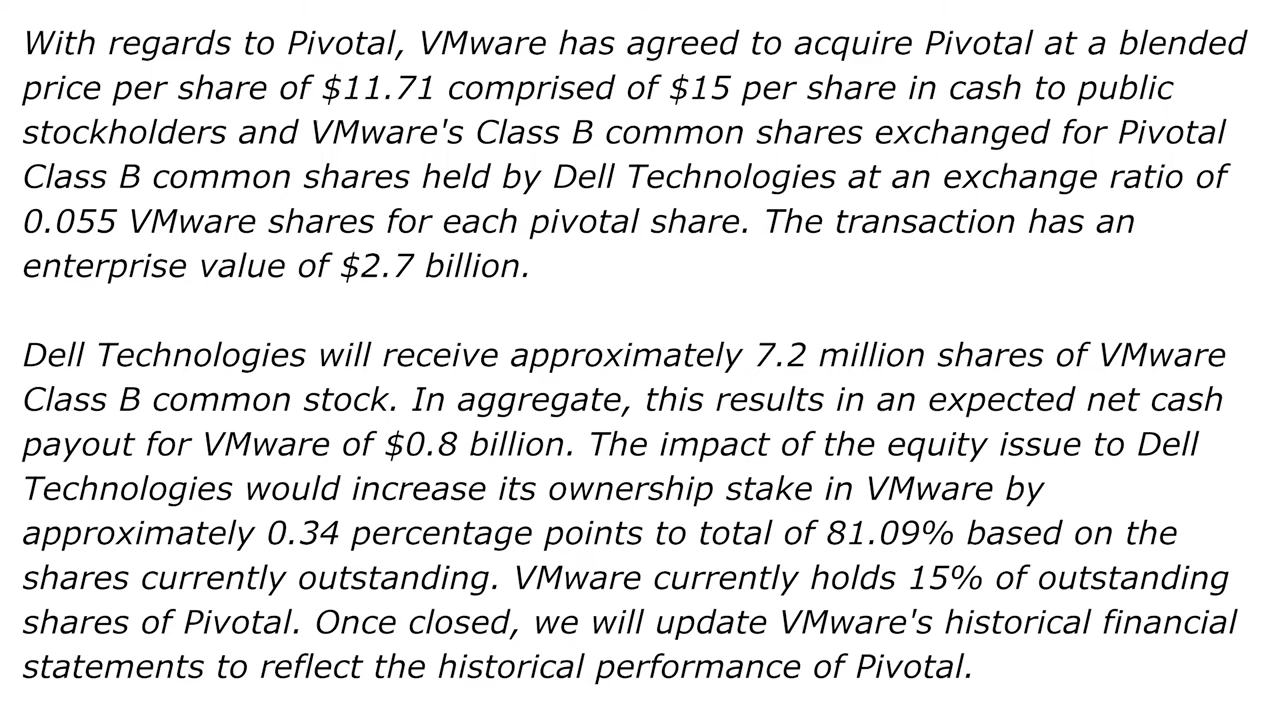 With regards to Pivotal, VMware has agreed to acquire Pivotal at a blended
price per share of $11.71 comprised of $15 per share in cash to public
stockholders and VMware's Class B common shares exchanged for Pivotal
Class B common shares held by Dell Technologies at an exchange ratio of
0.055 VMware shares for each pivotal share. The transaction has an
enterprise value of $2.7 billion.
Dell Technologies will receive approximately 7.2 million shares of VMware
Class B common stock. In aggregate, this results in an expected net cash
payout for VMware of $0.8 billion. The impact of the equity issue to Dell
Technologies would increase its ownership stake in VMware by
approximately 0.34 percentage points to total of 81.09% based on the
shares currently outstanding. VMware currently holds 15% of outstanding
shares of Pivotal. Once closed, we will update VMware's historical financial
statements to reflect the historical performance of Pivotal.